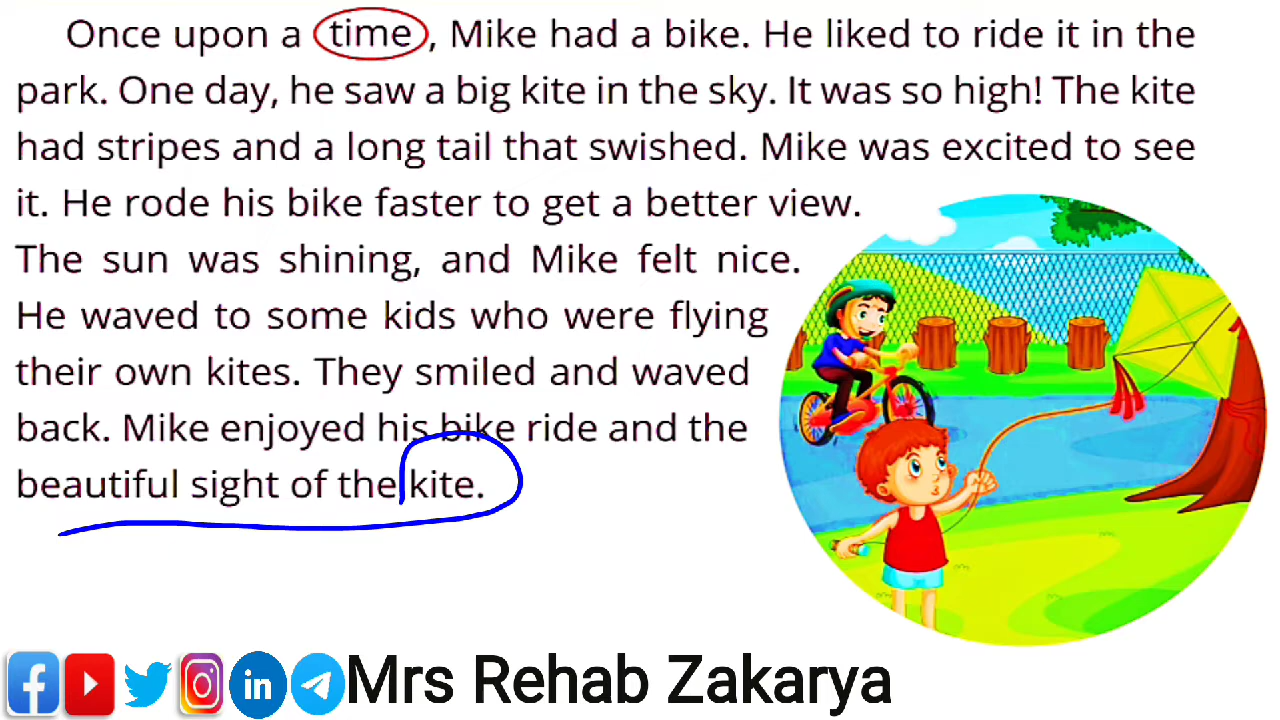 Once upon a time, Mike had a bike. He liked to ride it in the
park. One day, he saw a big kite in the sky. It was so high! The kite
had stripes and a long tail that swished. Mike was excited to see
it. He rode his bike faster to get a better view.
The sun was shining, and Mike felt nice.
He waved to some kids who were flying
their own kites. They smiled and waved
back. Mike enjoyed his bike ride and the
beautiful sight of the kite.
Mrs Rehab Zakarya